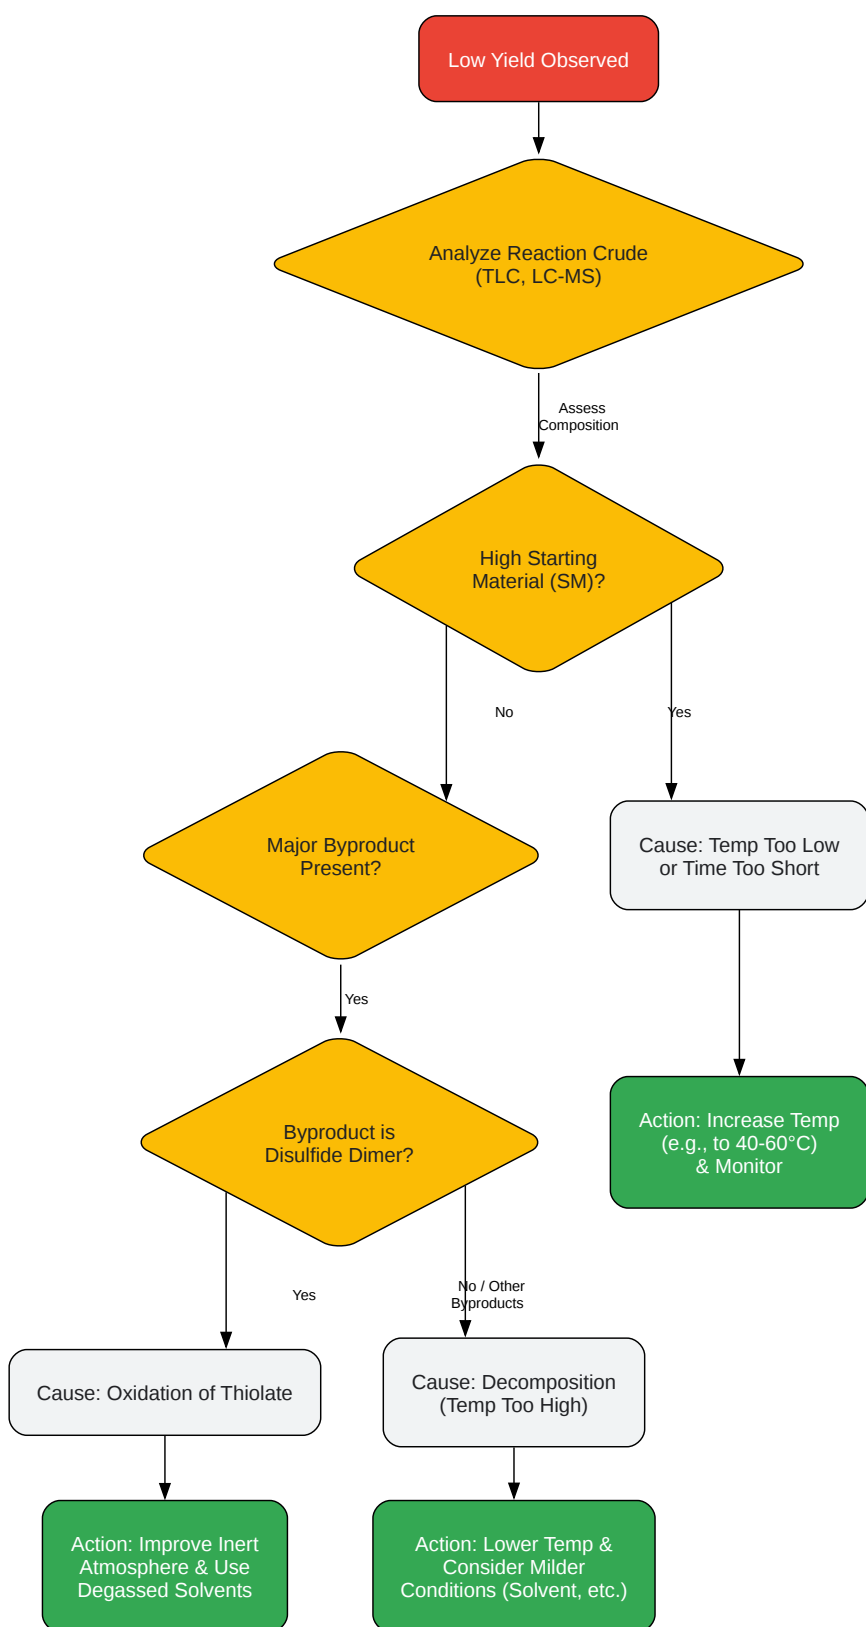 Low Yield Observed
Analyze Reaction Crude
(TLC, LC-MS)
Assess
Composition
High Starting
Material (SM)?
No
Yes
Major Byproduct
Present?
Cause: Temp Too Low
or Time Too Short
Yes
Byproduct is
Disulfide Dimer?
Action: Increase Temp
(e.g., to 40-60°C)
& Monitor
Yes
No / Other
Byproducts
Cause: Oxidation of Thiolate
Cause: Decomposition
(Temp Too High)
Action: Improve Inert
Atmosphere & Use
Degassed Solvents
Action: Lower Temp &
Consider Milder
Conditions (Solvent, etc.)